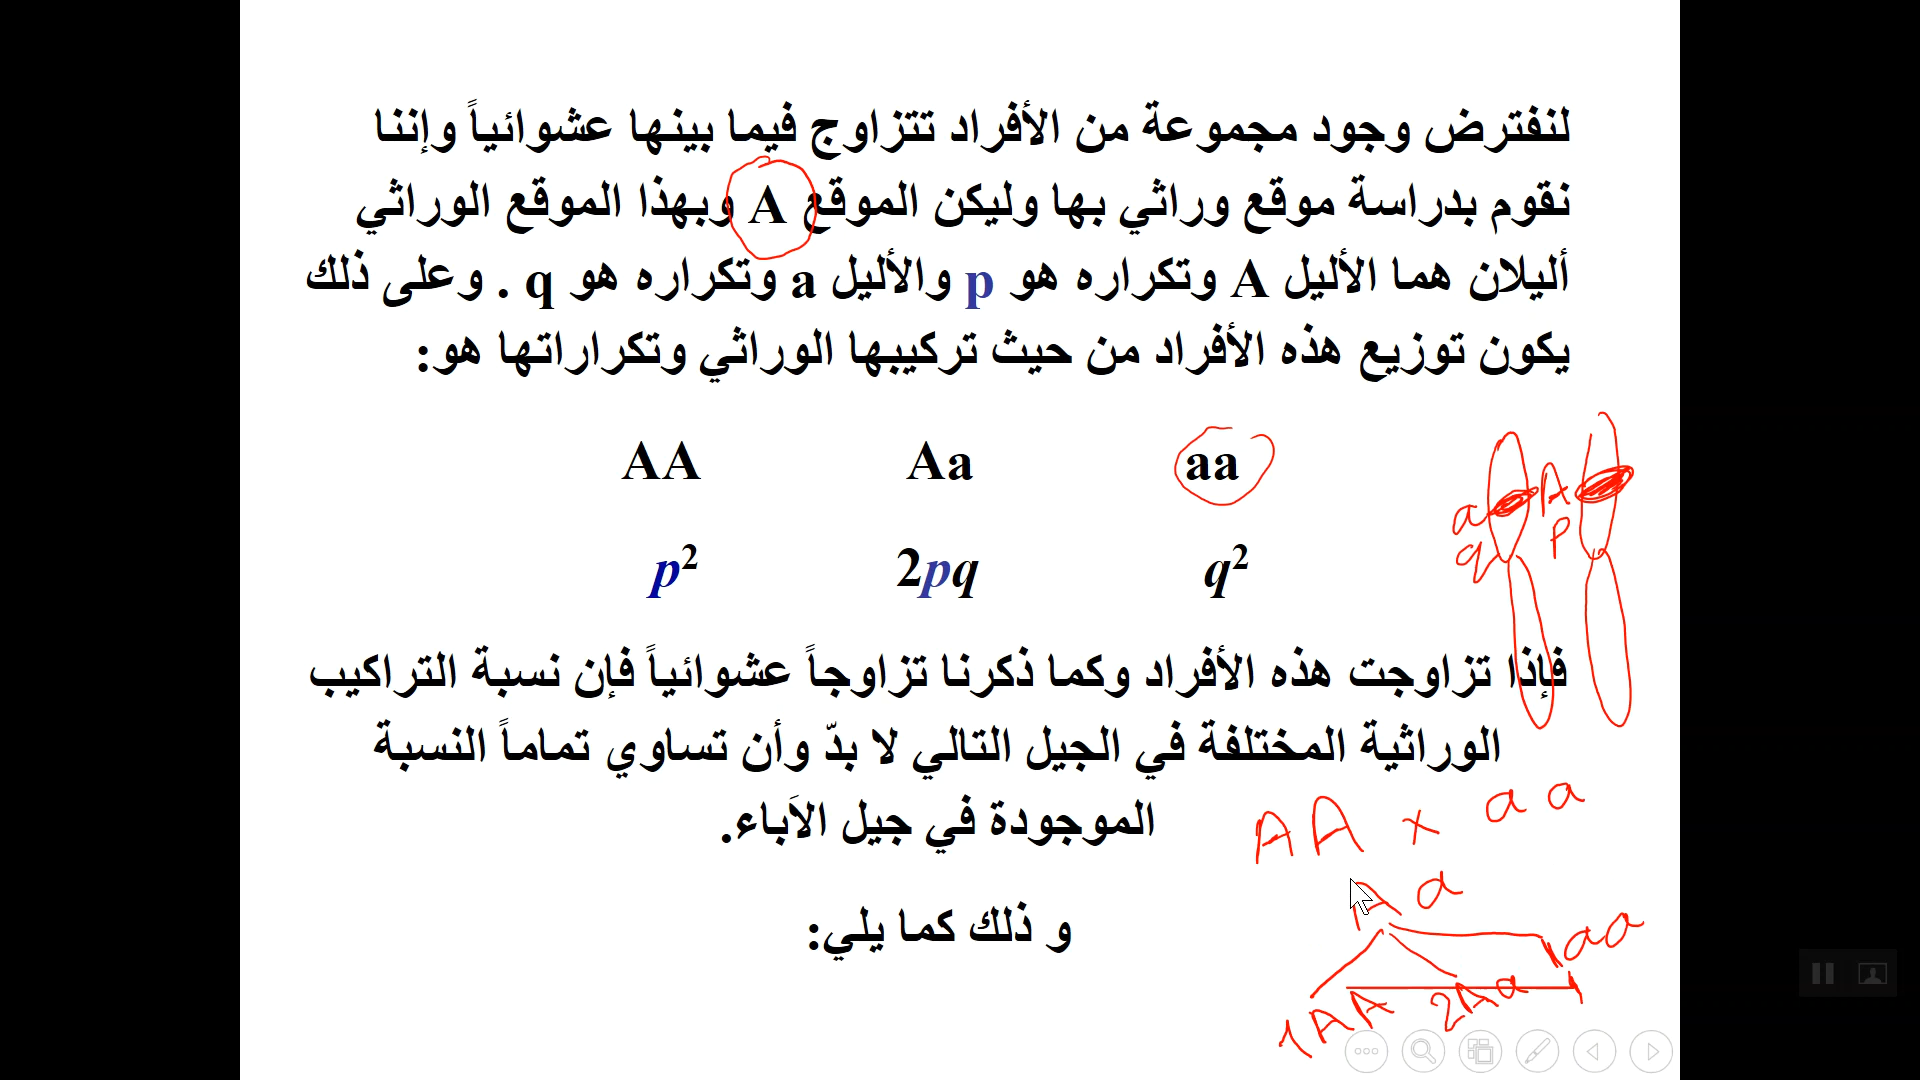 لنفترض وجود مجموعة من الأفراد تتزاوج فيما بينها عشوائياً وإننا
نقوم بدراسة موقع وراثي بها وليكن الموقع A وبهذا الموقع الوراثي
أليلان هما الأليل A وتكراره هو p والأليل a وتكراره هو q . وعلى ذلك
يكون توزيع هذه الأفراد من حيث تركيبها الوراثي وتكراراتها هو:
AA Aa aa
a A
q p
p² 2pq q²
فإذا تزاوجت هذه الأفراد وكما ذكرنا تزاوجاً عشوائياً فإن نسبة التراكيب
الوراثية المختلفة في الجيل التالي لا بدّ وأن تساوي تماماً النسبة
الموجودة في جيل الآباء.
AA x aa
Aa
و ذلك كما يلي:
1AA 2Aa 1aa